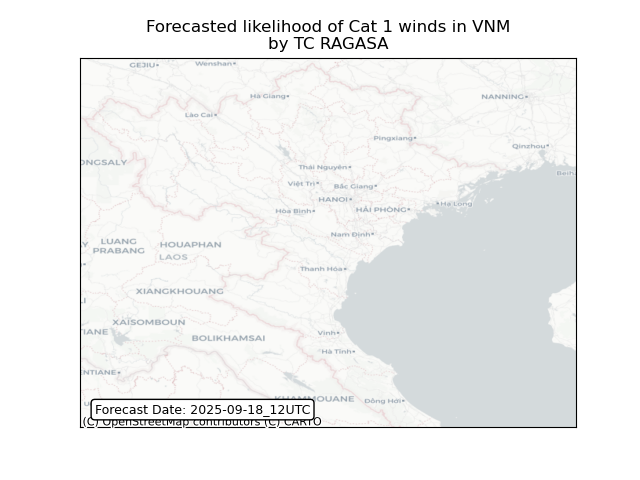 Forecasted likelihood of Cat 1 winds in VNM
by TC RAGASA
GEJIU
Wenshan
Hà Giang
NANNING
Lào Cai
Pingxiang
Qinzhou
ONGSALY
Thái Nguyên
Beih
Việt Trì
Bắc Giang
HANOI
Hòa Bình
HẢI PHÒNG
Hạ Long
Nam Định
LUANG
PRABANG
HOUAPHAN
LAOS
Thanh Hóa
XIANGKHOUANG
XAISOMBOUN
IANE
Vinh
BOLIKHAMSAI
Hà Tĩnh
ENTIANE
KHAMMOUANE
Đồng Hới
Forecast Date: 2025-09-18_12UTC
(C) OpenStreetMap contributors (C) CARTO